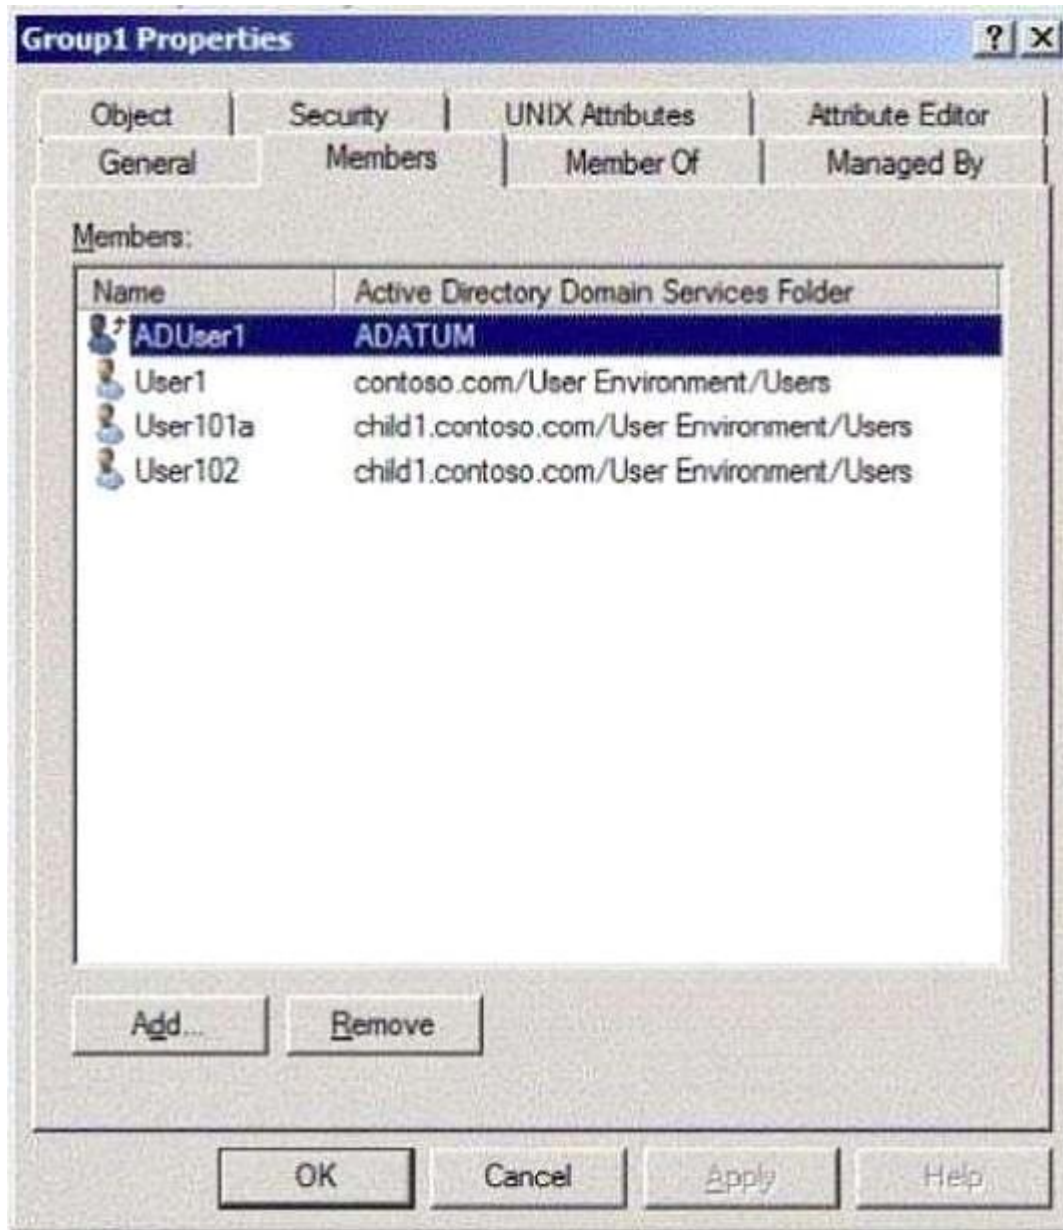 Group1 Properties
Object Security UNIX Attributes Attribute Editor
General Members Member Of Managed By
Members:
Name Active Directory Domain Services Folder
ADUser1 ADATUM
User1 contoso.com/User Environment/Users
User101a child1.contoso.com/User Environment/Users
User102 child1.contoso.com/User Environment/Users
Add... Remove
OK Cancel Apply Help